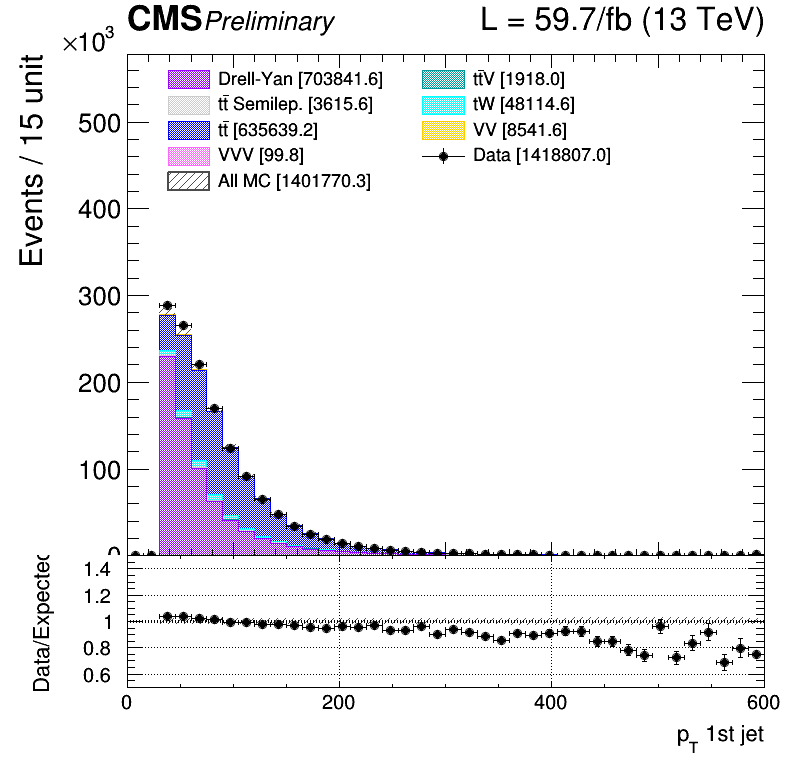 CMS Preliminary L = 59.7/fb (13 TeV)
×10³
Events / 15 unit
Drell-Yan [703841.6]
tt̄ Semilep. [3615.6]
tt̄ [635639.2]
VVV [99.8]
All MC [1401770.3]
tt̄V [1918.0]
tW [48114.6]
VV [8541.6]
Data [1418807.0]
500
400
300
200
100
0
Data/Expected
1.4
1.2
1
0.8
0.6
0 200 400 600
p_T 1st jet